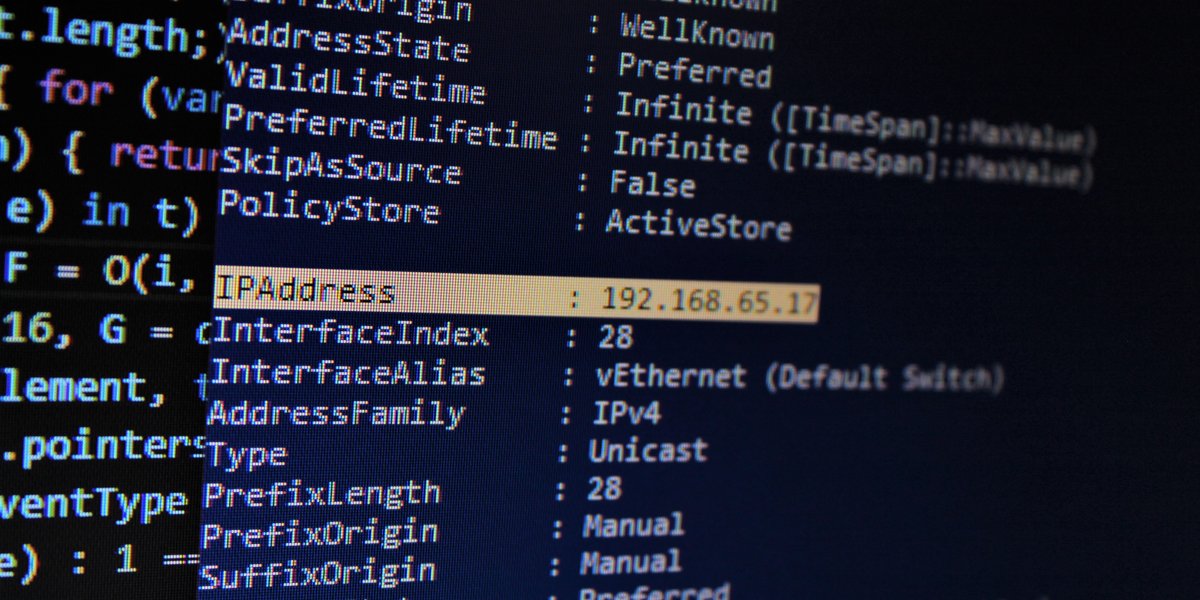 t.length;
{ for (var
) { retur
e) in t)
F = O(i,
16, G =
lement,
.pointers
ventType
e) : 1 ==
SuffixOrigin : WellKnown
AddressState : Preferred
ValidLifetime : Infinite ([TimeSpan]::MaxValue)
PreferredLifetime : Infinite ([TimeSpan]::MaxValue)
SkipAsSource : False
PolicyStore : ActiveStore
IPAddress : 192.168.65.17
InterfaceIndex : 28
InterfaceAlias : vEthernet (Default Switch)
AddressFamily : IPv4
Type : Unicast
PrefixLength : 28
PrefixOrigin : Manual
SuffixOrigin : Manual
: Preferred